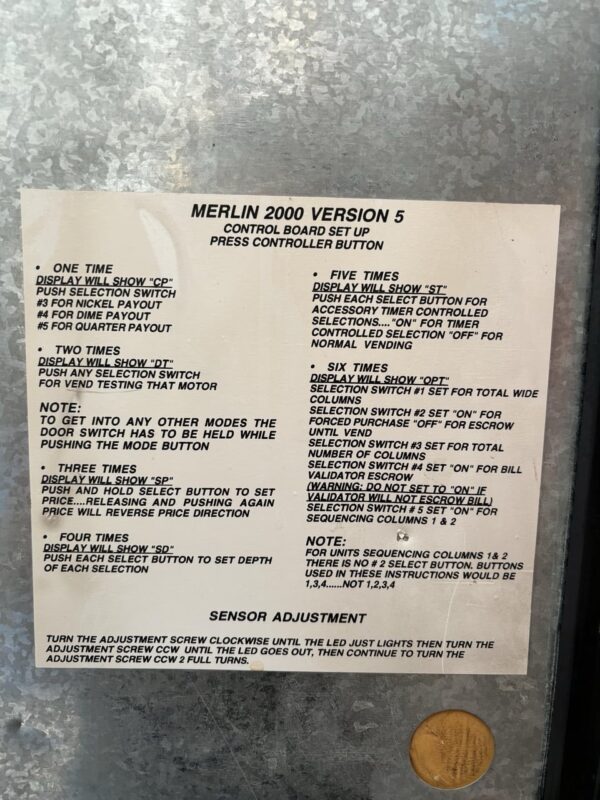 MERLIN 2000 VERSION 5
CONTROL BOARD SET UP
PRESS CONTROLLER BUTTON
• ONE TIME
DISPLAY WILL SHOW "CP"
PUSH SELECTION SWITCH
#3 FOR NICKEL PAYOUT
#4 FOR DIME PAYOUT
#5 FOR QUARTER PAYOUT
• TWO TIMES
DISPLAY WILL SHOW "DT"
PUSH ANY SELECTION SWITCH
FOR VEND TESTING THAT MOTOR
NOTE:
TO GET INTO ANY OTHER MODES THE
DOOR SWITCH HAS TO BE HELD WHILE
PUSHING THE MODE BUTTON
• THREE TIMES
DISPLAY WILL SHOW "SP"
PUSH AND HOLD SELECT BUTTON TO SET
PRICE....RELEASING AND PUSHING AGAIN
PRICE WILL REVERSE PRICE DIRECTION
• FOUR TIMES
DISPLAY WILL SHOW "SD"
PUSH EACH SELECT BUTTON TO SET DEPTH
OF EACH SELECTION
• FIVE TIMES
DISPLAY WILL SHOW "ST"
PUSH EACH SELECT BUTTON FOR
ACCESSORY TIMER CONTROLLED
SELECTIONS...."ON" FOR TIMER
CONTROLLED SELECTION "OFF" FOR
NORMAL VENDING
• SIX TIMES
DISPLAY WILL SHOW "OPT"
SELECTION SWITCH #1 SET FOR TOTAL WIDE
COLUMNS
SELECTION SWITCH #2 SET "ON" FOR
FORCED PURCHASE "OFF" FOR ESCROW
UNTIL VEND
SELECTION SWITCH #3 SET FOR TOTAL
NUMBER OF COLUMNS
SELECTION SWITCH #4 SET "ON" FOR BILL
VALIDATOR ESCROW
(WARNING: DO NOT SET TO "ON" IF
VALIDATOR WILL NOT ESCROW BILL)
SELECTION SWITCH # 5 SET "ON" FOR
SEQUENCING COLUMNS 1 & 2
NOTE:
FOR UNITS SEQUENCING COLUMNS 1& 2
THERE IS NO # 2 SELECT BUTTON. BUTTONS
USED IN THESE INSTRUCTIONS WOULD BE
1,3,4......NOT 1,2,3,4
SENSOR ADJUSTMENT
TURN THE ADJUSTMENT SCREW CLOCKWISE UNTIL THE LED JUST LIGHTS THEN TURN THE
ADJUSTMENT SCREW CCW UNTIL THE LED GOES OUT, THEN CONTINUE TO TURN THE
ADJUSTMENT SCREW CCW 2 FULL TURNS.